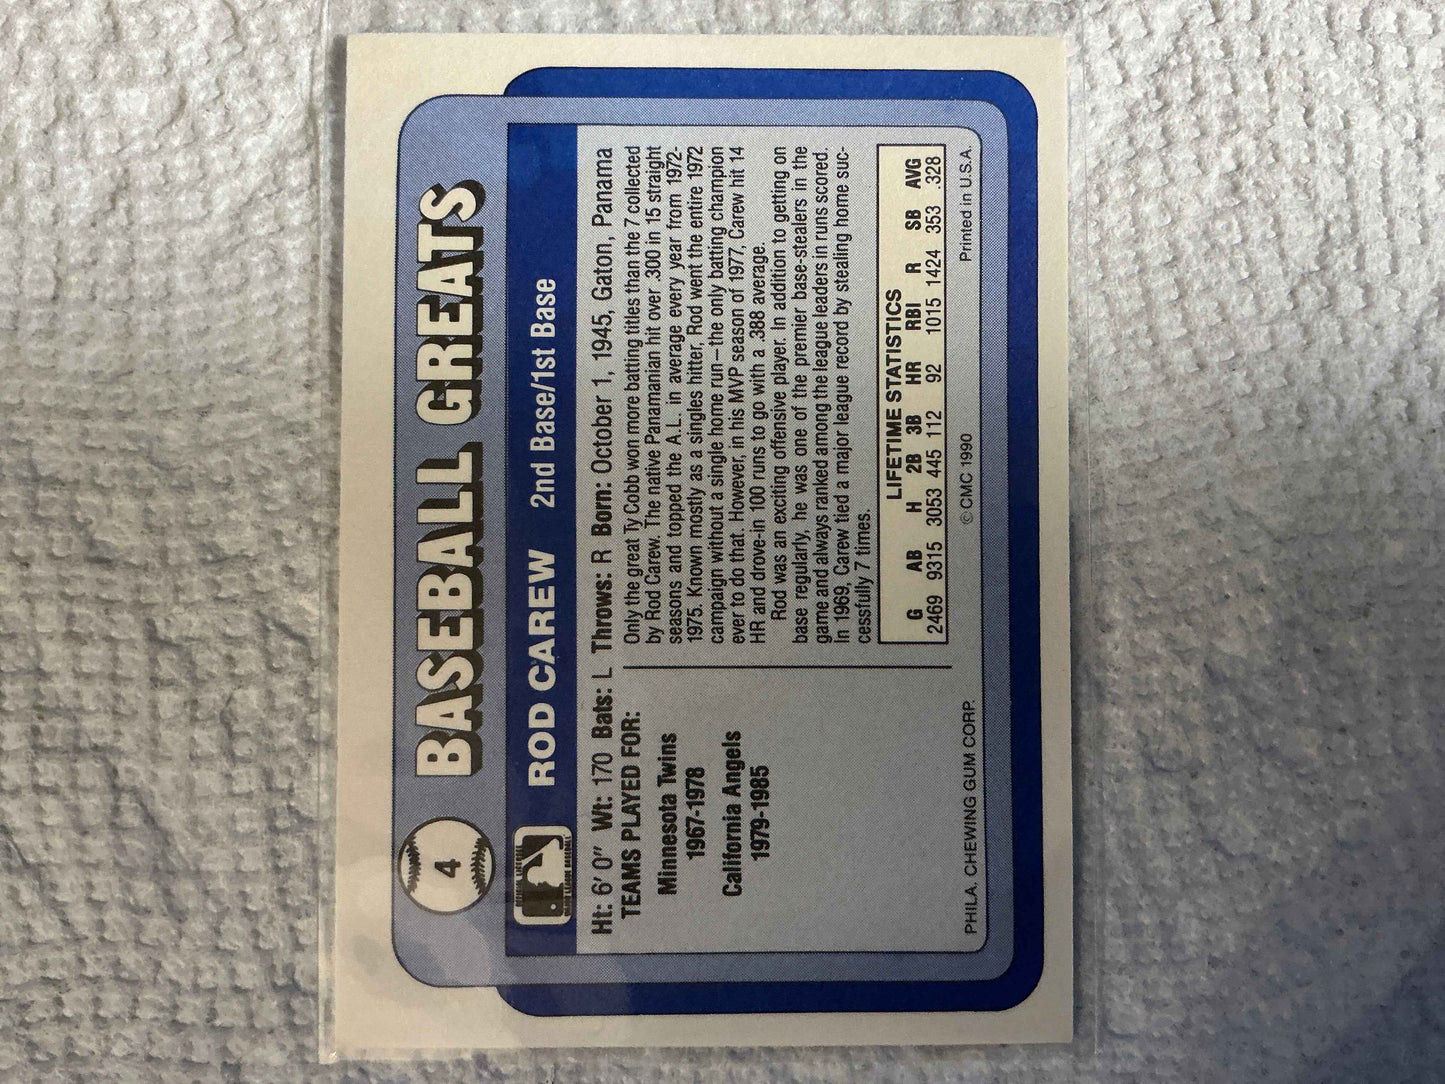 4
BASEBALL GREATS
ROD CAREW 2nd Base/1st Base
Ht: 6' 0" Wt: 170 Bats: L Throws: R Born: October 1, 1945, Gaton, Panama
TEAMS PLAYED FOR:
Minnesota Twins
1967-1978
California Angels
1979-1985
Only the great Ty Cobb won more batting titles than the 7 collected
by Rod Carew. The native Panamanian hit over .300 in 15 straight
seasons and topped the A.L. in average every year from 1972-
1975. Known mostly as a singles hitter, Rod went the entire 1972
campaign without a single home run—the only batting champion
ever to do that. However, in his MVP season of 1977, Carew hit 14
HR and drove-in 100 runs to go with a .388 average.
Rod was an exciting offensive player. In addition to getting on
base regularly, he was one of the premier base-stealers in the
game and always ranked among the league leaders in runs scored.
In 1969, Carew tied a major league record by stealing home suc-
cessfully 7 times.
LIFETIME STATISTICS
G AB H 2B 3B HR RBI R SB AVG
2469 9315 3053 445 112 92 1015 1424 353 .328
PHILA. CHEWING GUM CORP. © CMC 1990 Printed in U.S.A.